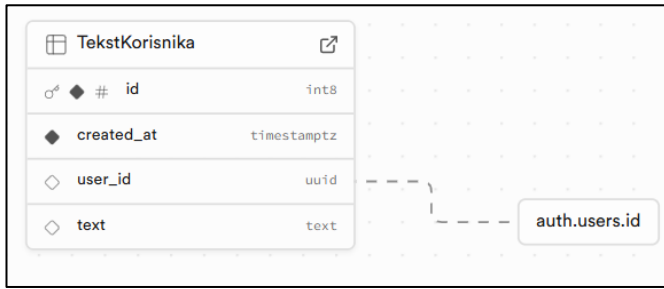 TekstKorisnika
# id int8
created_at timestamptz
user_id uuid
text text
auth.users.id